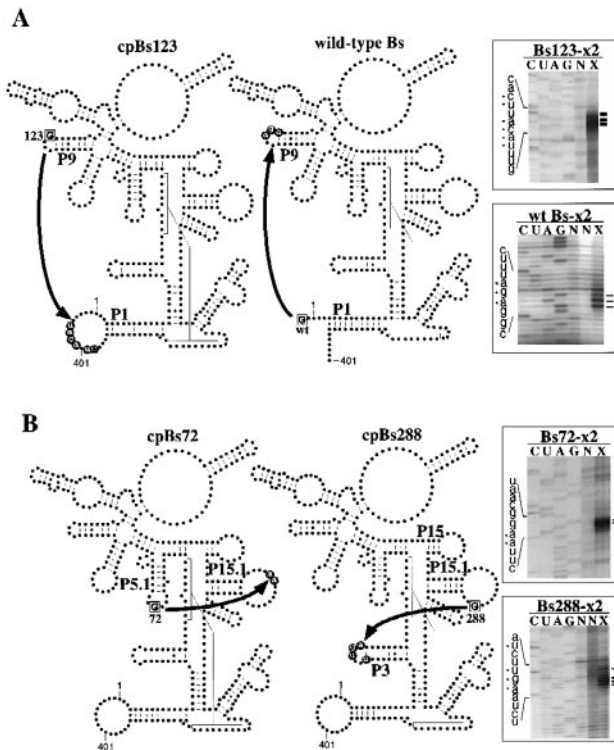 A
cpBs123
wild-type Bs
Bs123-x2
C U A G N N X
123 G
P9
P9
P1
1
401
G
wt
1
P1
401
wt Bs-x2
C U A G N N X
B
cpBs72
cpBs288
Bs72-x2
C U A G N N X
P15
P15.1
P15.1
P5.1
G
72
G
288
P3
1
401
1
401
Bs288-x2
C U A G N N X